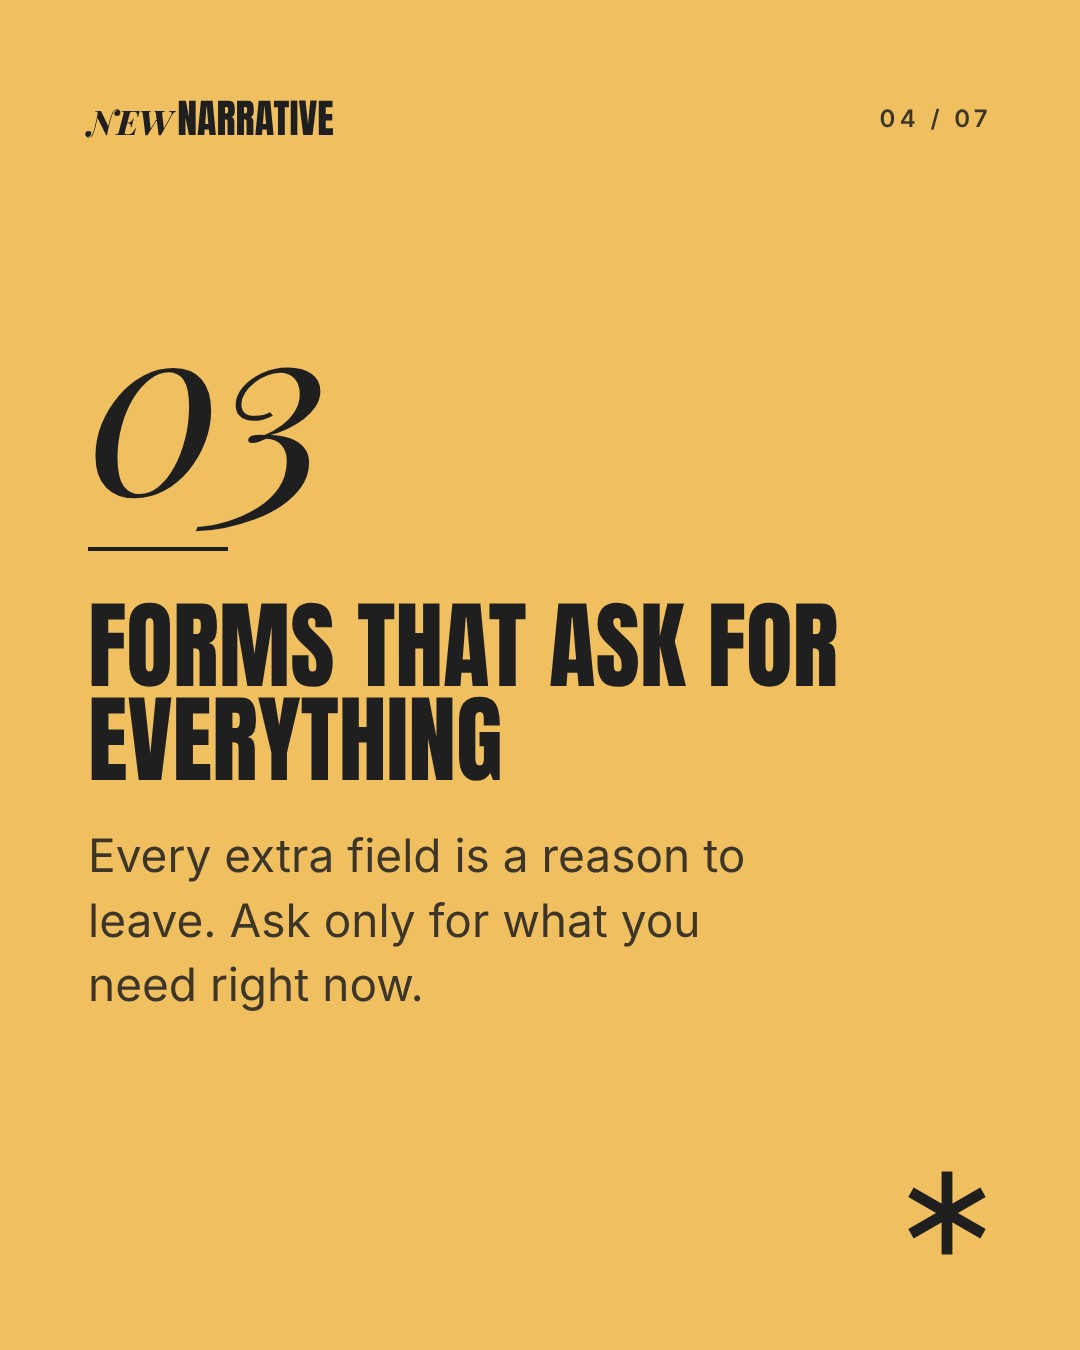 NEW NARRATIVE
04 / 07
03
FORMS THAT ASK FOR
EVERYTHING
Every extra field is a reason to
leave. Ask only for what you
need right now.
*